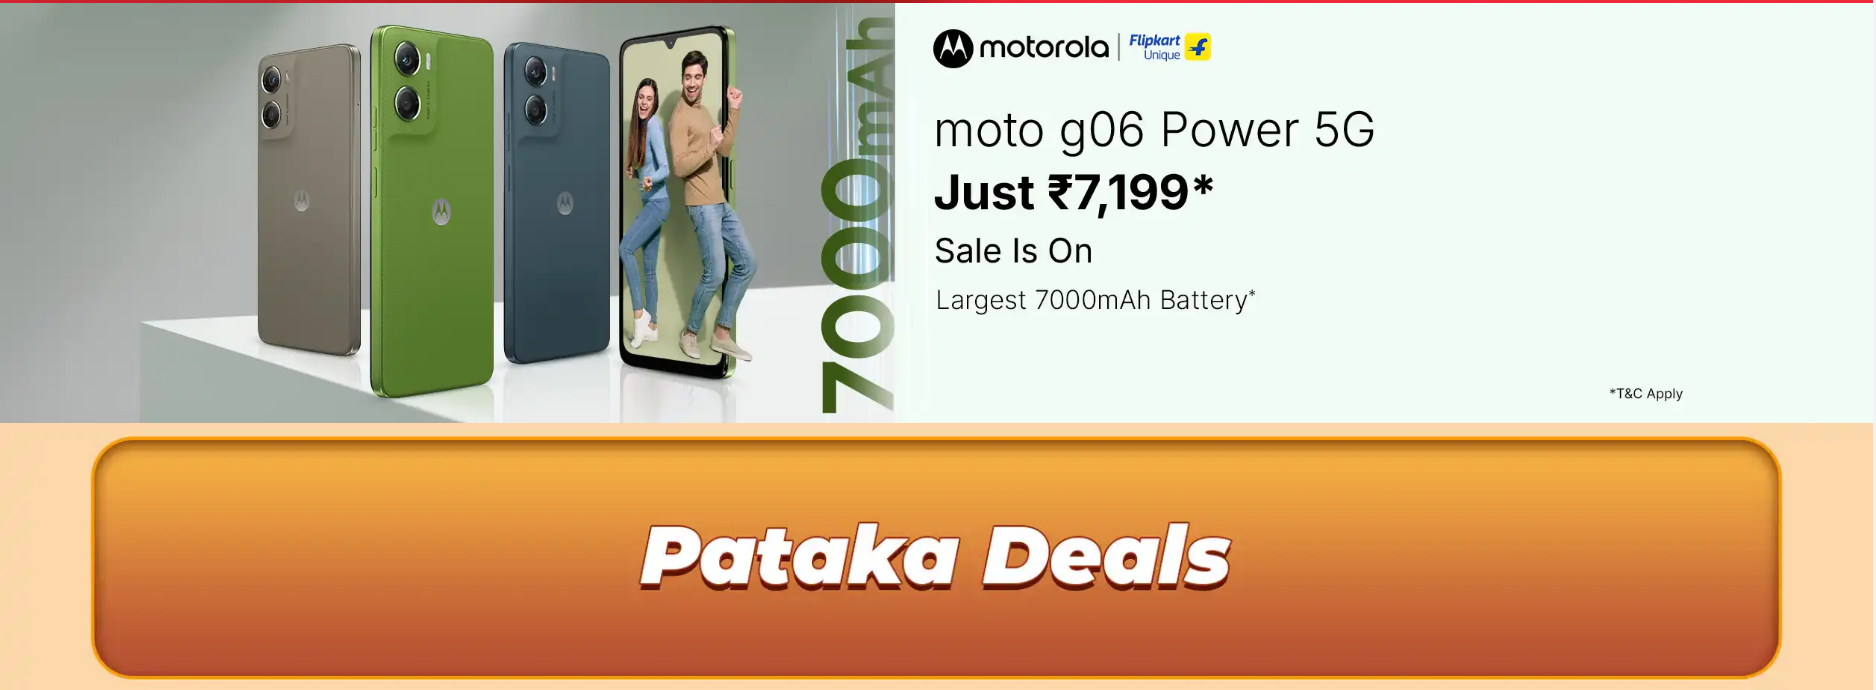 7000mAh
motorola | Flipkart Unique
moto g06 Power 5G
Just ₹7,199*
Sale Is On
Largest 7000mAh Battery*
*T&C Apply
Pataka Deals